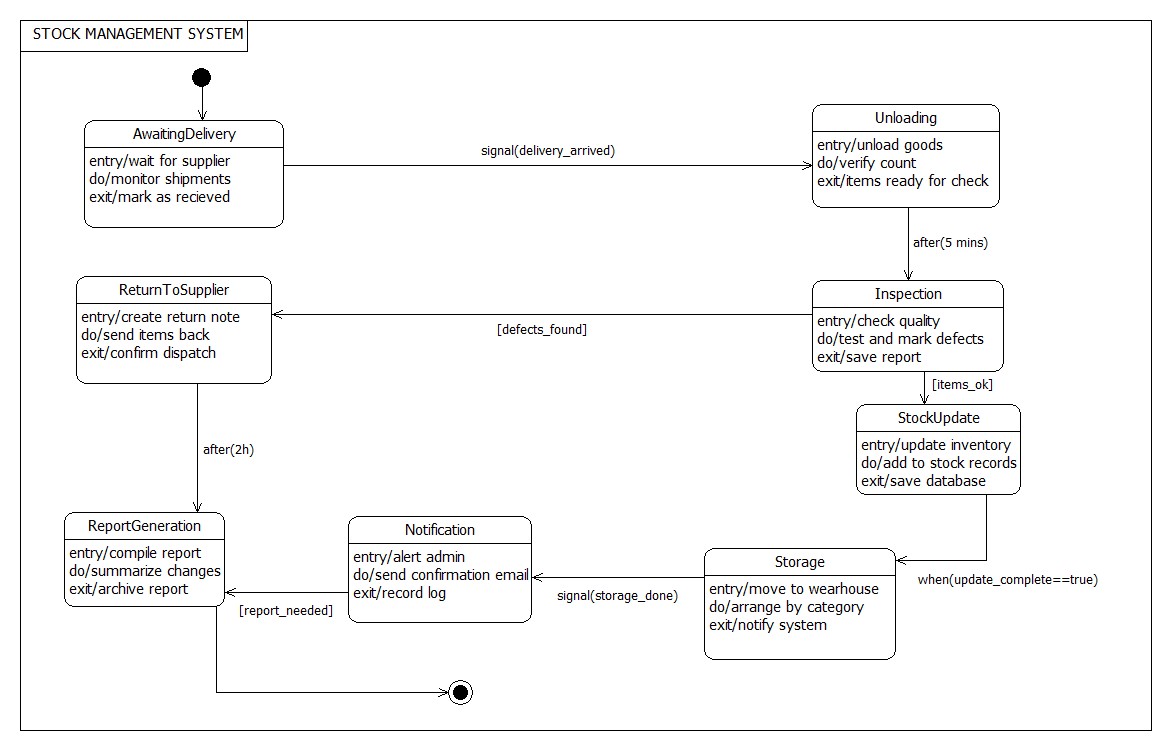 STOCK MANAGEMENT SYSTEM
AwaitingDelivery
entry/wait for supplier
do/monitor shipments
exit/mark as recieved
signal(delivery_arrived)
Unloading
entry/unload goods
do/verify count
exit/items ready for check
after(5 mins)
Inspection
entry/check quality
do/test and mark defects
exit/save report
[defects_found]
ReturnToSupplier
entry/create return note
do/send items back
exit/confirm dispatch
[items_ok]
StockUpdate
entry/update inventory
do/add to stock records
exit/save database
after(2h)
when(update_complete==true)
Storage
entry/move to wearhouse
do/arrange by category
exit/notify system
signal(storage_done)
Notification
entry/alert admin
do/send confirmation email
exit/record log
[report_needed]
ReportGeneration
entry/compile report
do/summarize changes
exit/archive report